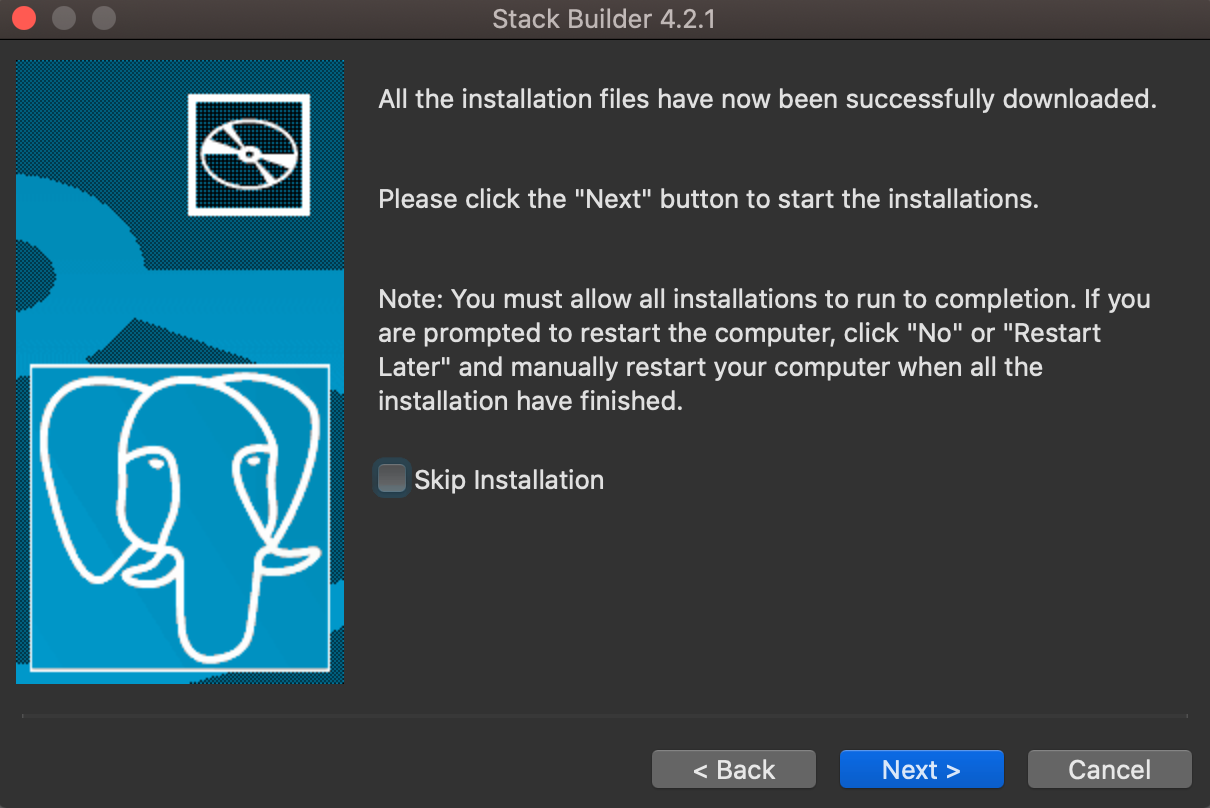 Stack Builder 4.2.1
All the installation files have now been successfully downloaded.
Please click the "Next" button to start the installations.
Note: You must allow all installations to run to completion. If you
are prompted to restart the computer, click "No" or "Restart
Later" and manually restart your computer when all the
installation have finished.
Skip Installation
< Back
Next >
Cancel